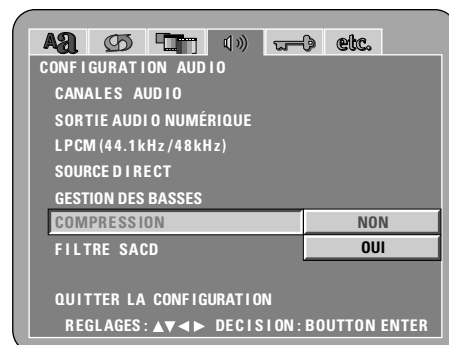 Aa etc.
CONFIGURATION AUDIO
CANALES AUDIO
SORTIE AUDIO NUMÉRIQUE
LPCM (44.1kHz/48kHz)
SOURCE DIRECT
GESTION DES BASSES
COMPRESSION NON
FILTRE SACD OUI
QUITTER LA CONFIGURATION
REGLAGES: ▲▼◄► DECISION: BOUTTON ENTER